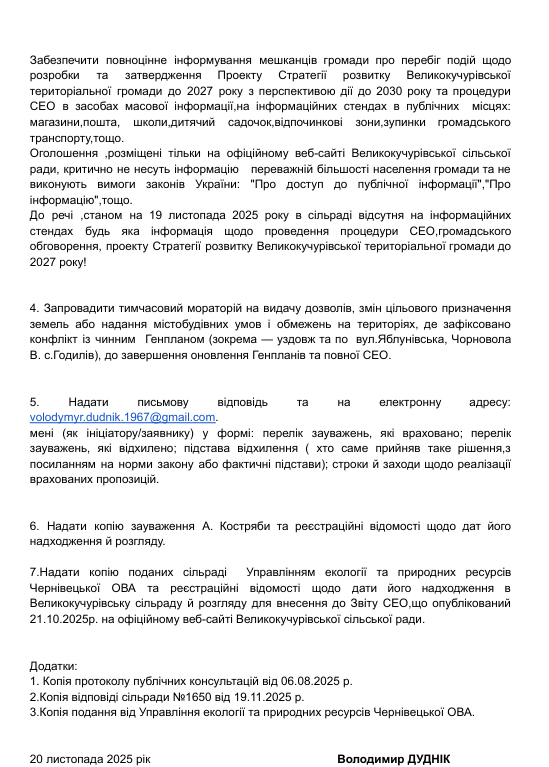 Забезпечити повноцінне інформування мешканців громади про перебіг подій щодо
розробки та затвердження Проекту Стратегії розвитку Великокучурівської
територіальної громади до 2027 року з перспективою дії до 2030 року та процедури
СЕО в засобах масової інформації,на інформаційних стендах в публічних місцях:
магазини,пошта, школи,дитячий садочок,відпочинкові зони,зупинки громадського
транспорту,тощо.
Оголошення ,розміщені тільки на офіційному веб-сайті Великокучурівської сільської
ради, критично не несуть інформацію переважній більшості населення громади та не
виконують вимоги законів України: "Про доступ до публічної інформації","Про
інформацію",тощо.
До речі ,станом на 19 листопада 2025 року в сільраді відсутня на інформаційних
стендах будь яка інформація щодо проведення процедури СЕО,громадського
обговорення, проекту Стратегії розвитку Великокучурівської територіальної громади до
2027 року!
4. Запровадити тимчасовий мораторій на видачу дозволів, змін цільового призначення
земель або надання містобудівних умов і обмежень на територіях, де зафіксовано
конфлікт із чинним Генпланом (зокрема — уздовж та по вул.Яблунівська, Чорновола
В. с.Годилів), до завершення оновлення Генпланів та повної СЕО.
5. Надати письмову відповідь та на електронну адресу:
volodymyr.dudnik.1967@gmail.com.
мені (як ініціатору/заявнику) у формі: перелік зауважень, які враховано; перелік
зауважень, які відхилено; підстава відхилення ( хто саме прийняв таке рішення,з
посиланням на норми закону або фактичні підстави); строки й заходи щодо реалізації
врахованих пропозицій.
6. Надати копію зауваження А. Костряби та реєстраційні відомості щодо дат його
надходження й розгляду.
7.Надати копію поданих сільраді Управлінням екології та природних ресурсів
Чернівецької ОВА та реєстраційні відомості щодо дати його надходження в
Великокучурівську сільраду й розгляду для внесення до Звіту СЕО,що опублікований
21.10.2025р. на офіційному веб-сайті Великокучурівської сільської ради.
Додатки:
1. Копія протоколу публічних консультацій від 06.08.2025 р.
2.Копія відповіді сільради №1650 від 19.11.2025 р.
3.Копія подання від Управління екології та природних ресурсів Чернівецької ОВА.
20 листопада 2025 рік Володимир ДУДНІК